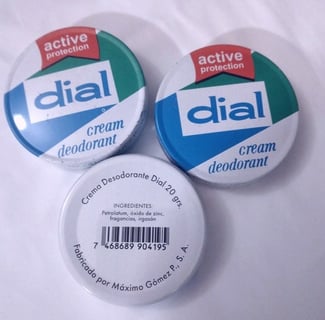 active
protection
dial
cream
deodorant
active
protection
dial
cream
deodorant
Crema Desodorante Dial 20 grs.
INGREDIENTES:
Petrolatum, óxido de zinc,
fragancias, irgasán
7 468689 904195
Fabricado por Máximo Gómez P., S. A.